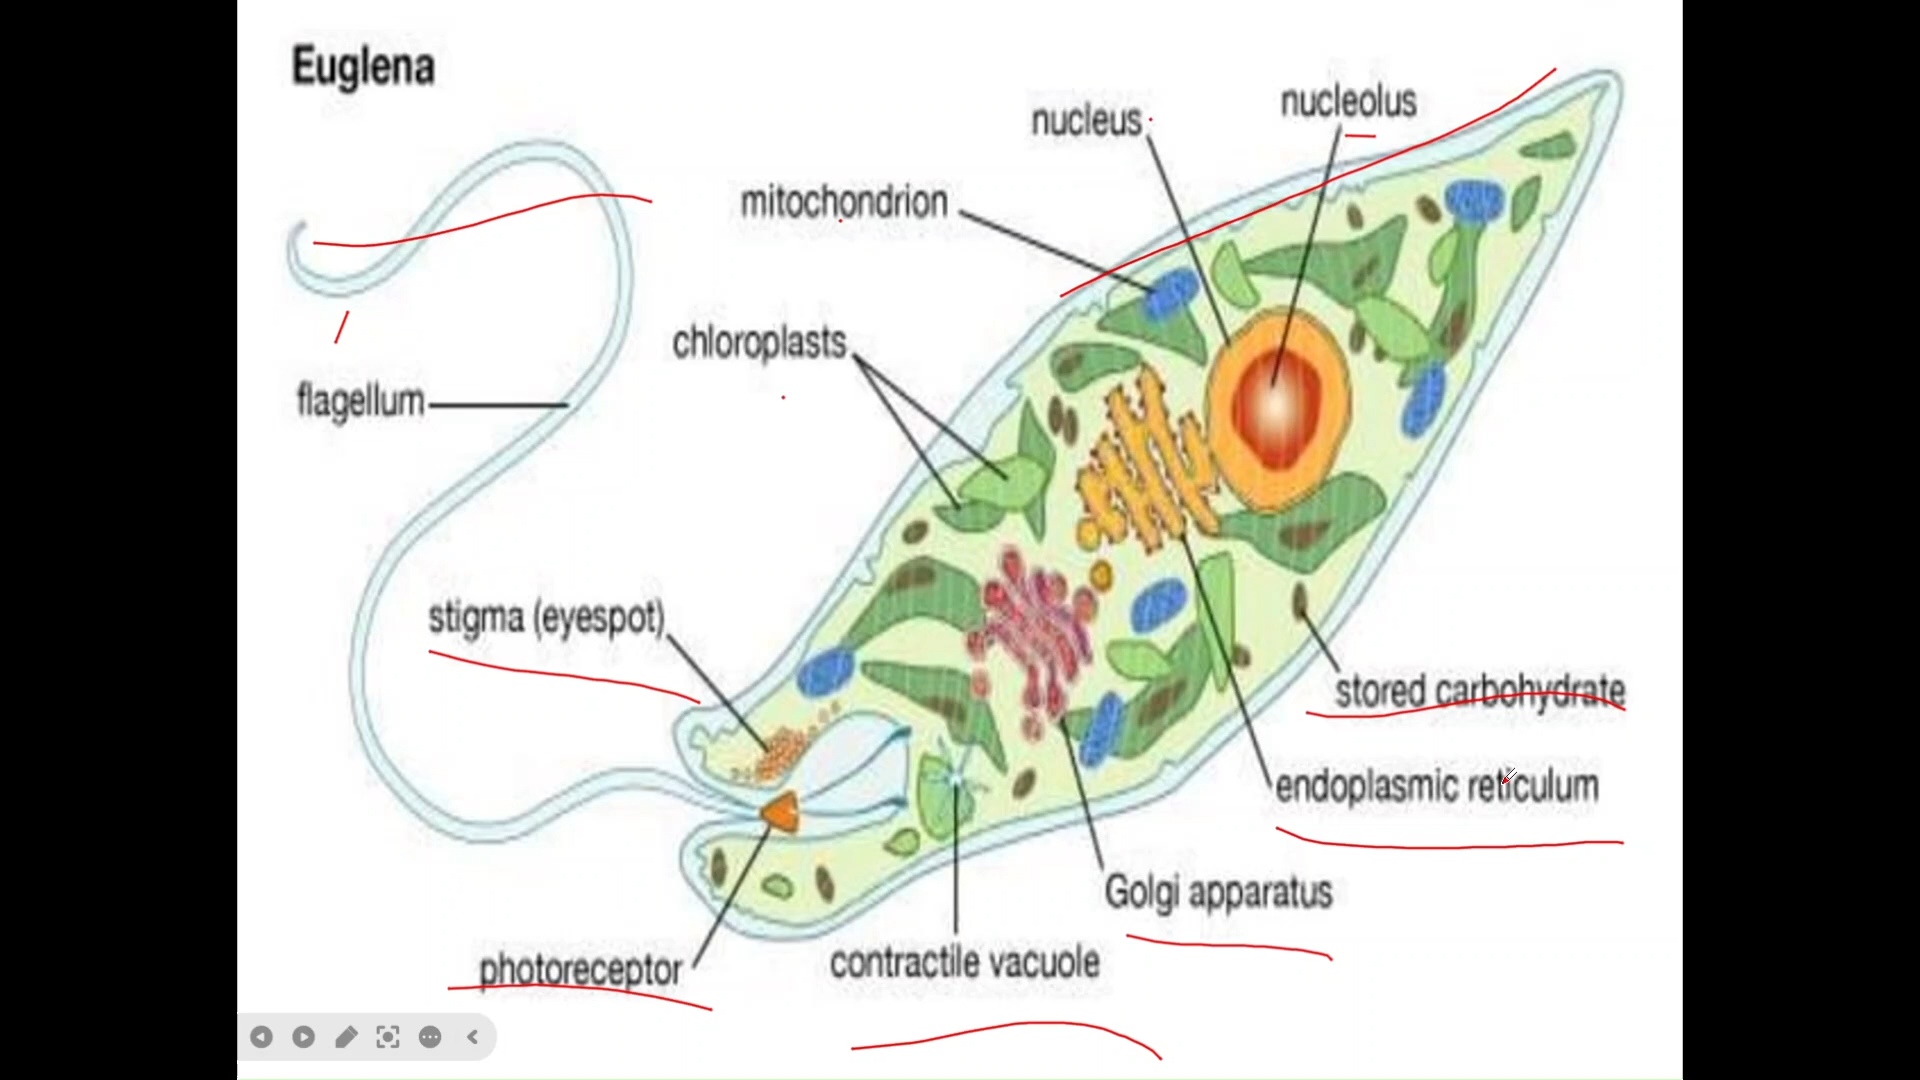 Euglena
nucleolus
nucleus
mitochondrion
chloroplasts
flagellum
stigma (eyespot)
stored carbohydrate
endoplasmic reticulum
Golgi apparatus
contractile vacuole
photoreceptor